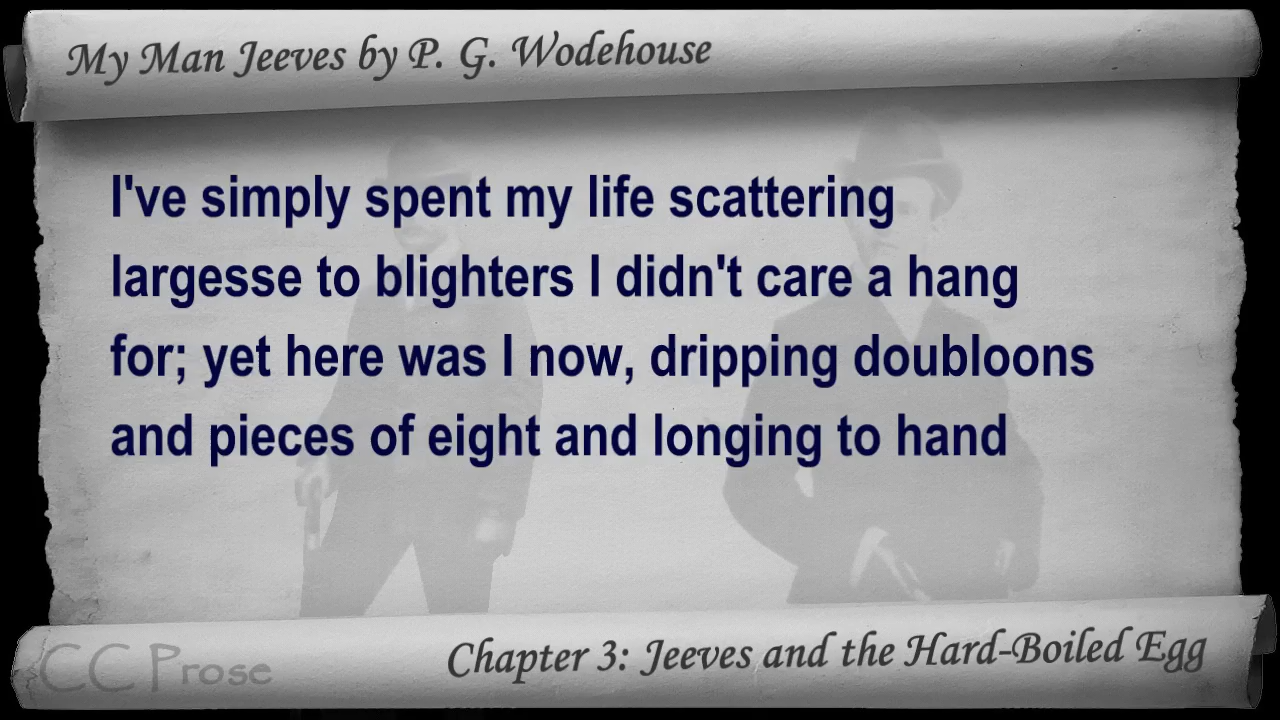 My Man Jeeves by P. G. Wodehouse
I've simply spent my life scattering
largesse to blighters I didn't care a hang
for; yet here was I now, dripping doubloons
and pieces of eight and longing to hand
CC Prose
Chapter 3: Jeeves and the Hard-Boiled Egg